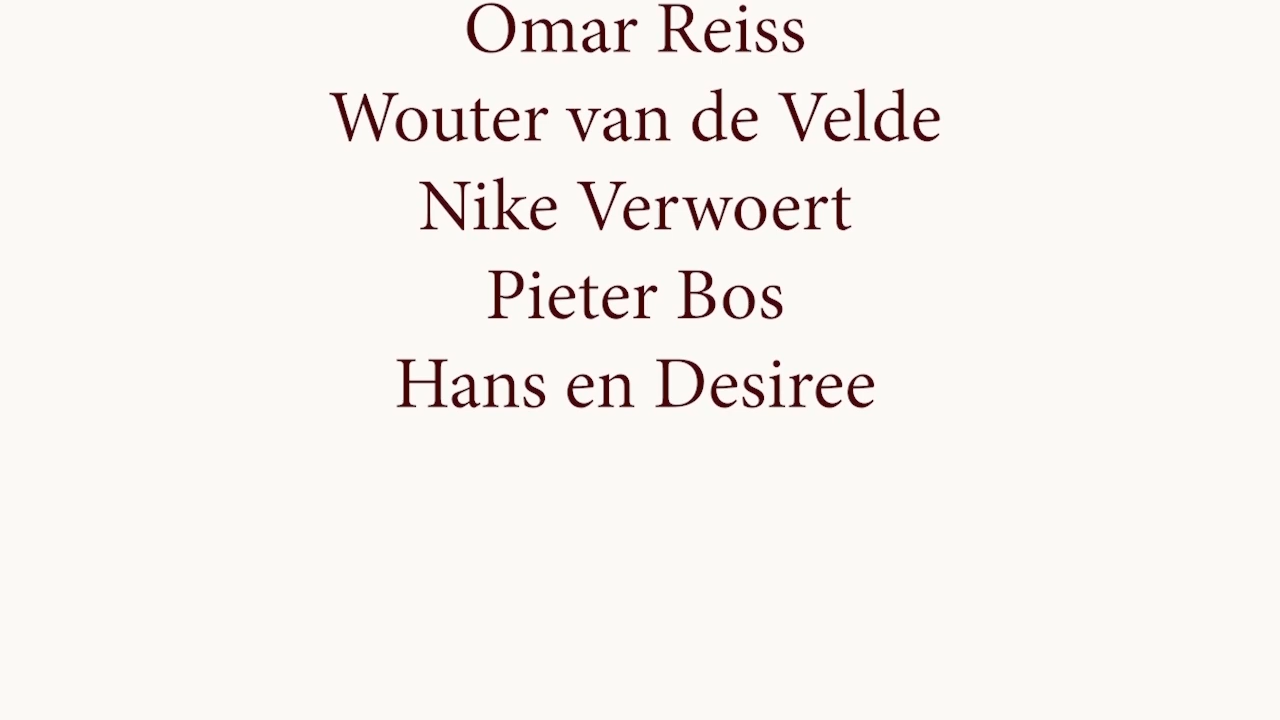 Omar Reiss
Wouter van de Velde
Nike Verwoert
Pieter Bos
Hans en Desiree